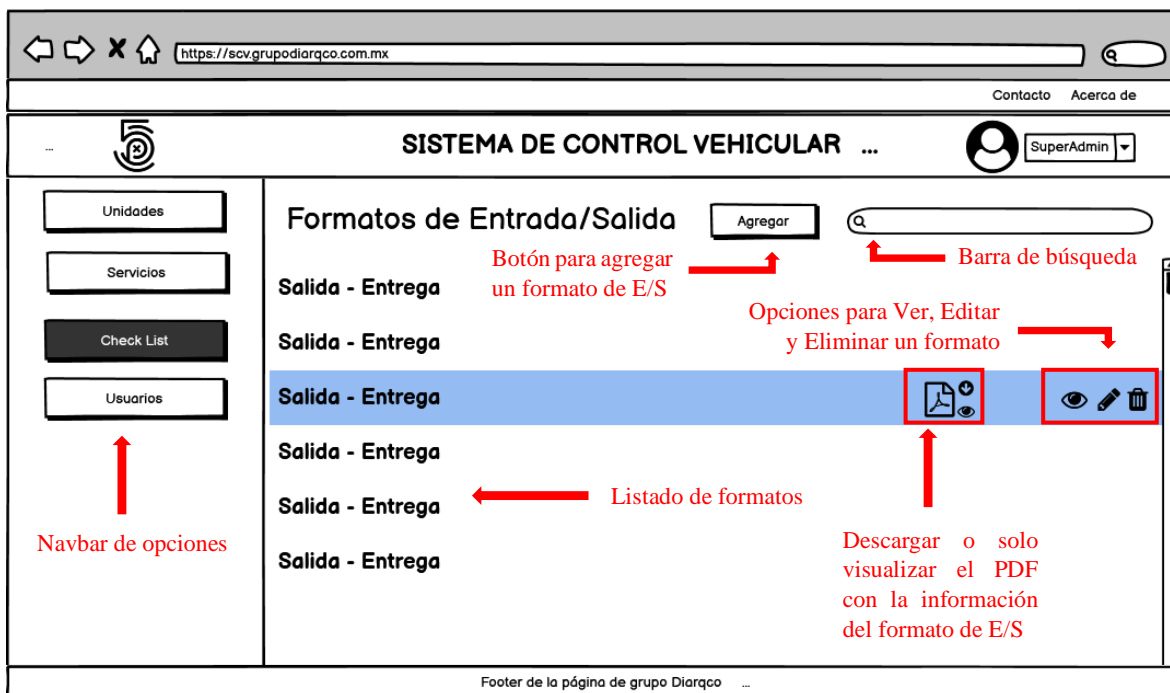 https://scv.grupodiarqco.com.mx
Contacto Acerca de
...
SISTEMA DE CONTROL VEHICULAR ...
SuperAdmin
Unidades
Servicios
Check List
Usuarios
Navbar de opciones
Formatos de Entrada/Salida
Agregar
Botón para agregar
un formato de E/S
Barra de búsqueda
Opciones para Ver, Editar
y Eliminar un formato
Salida - Entrega
Salida - Entrega
Salida - Entrega
Salida - Entrega
Salida - Entrega
Salida - Entrega
Listado de formatos
Descargar o solo
visualizar el PDF
con la información
del formato de E/S
Footer de la página de grupo Diarqco ...